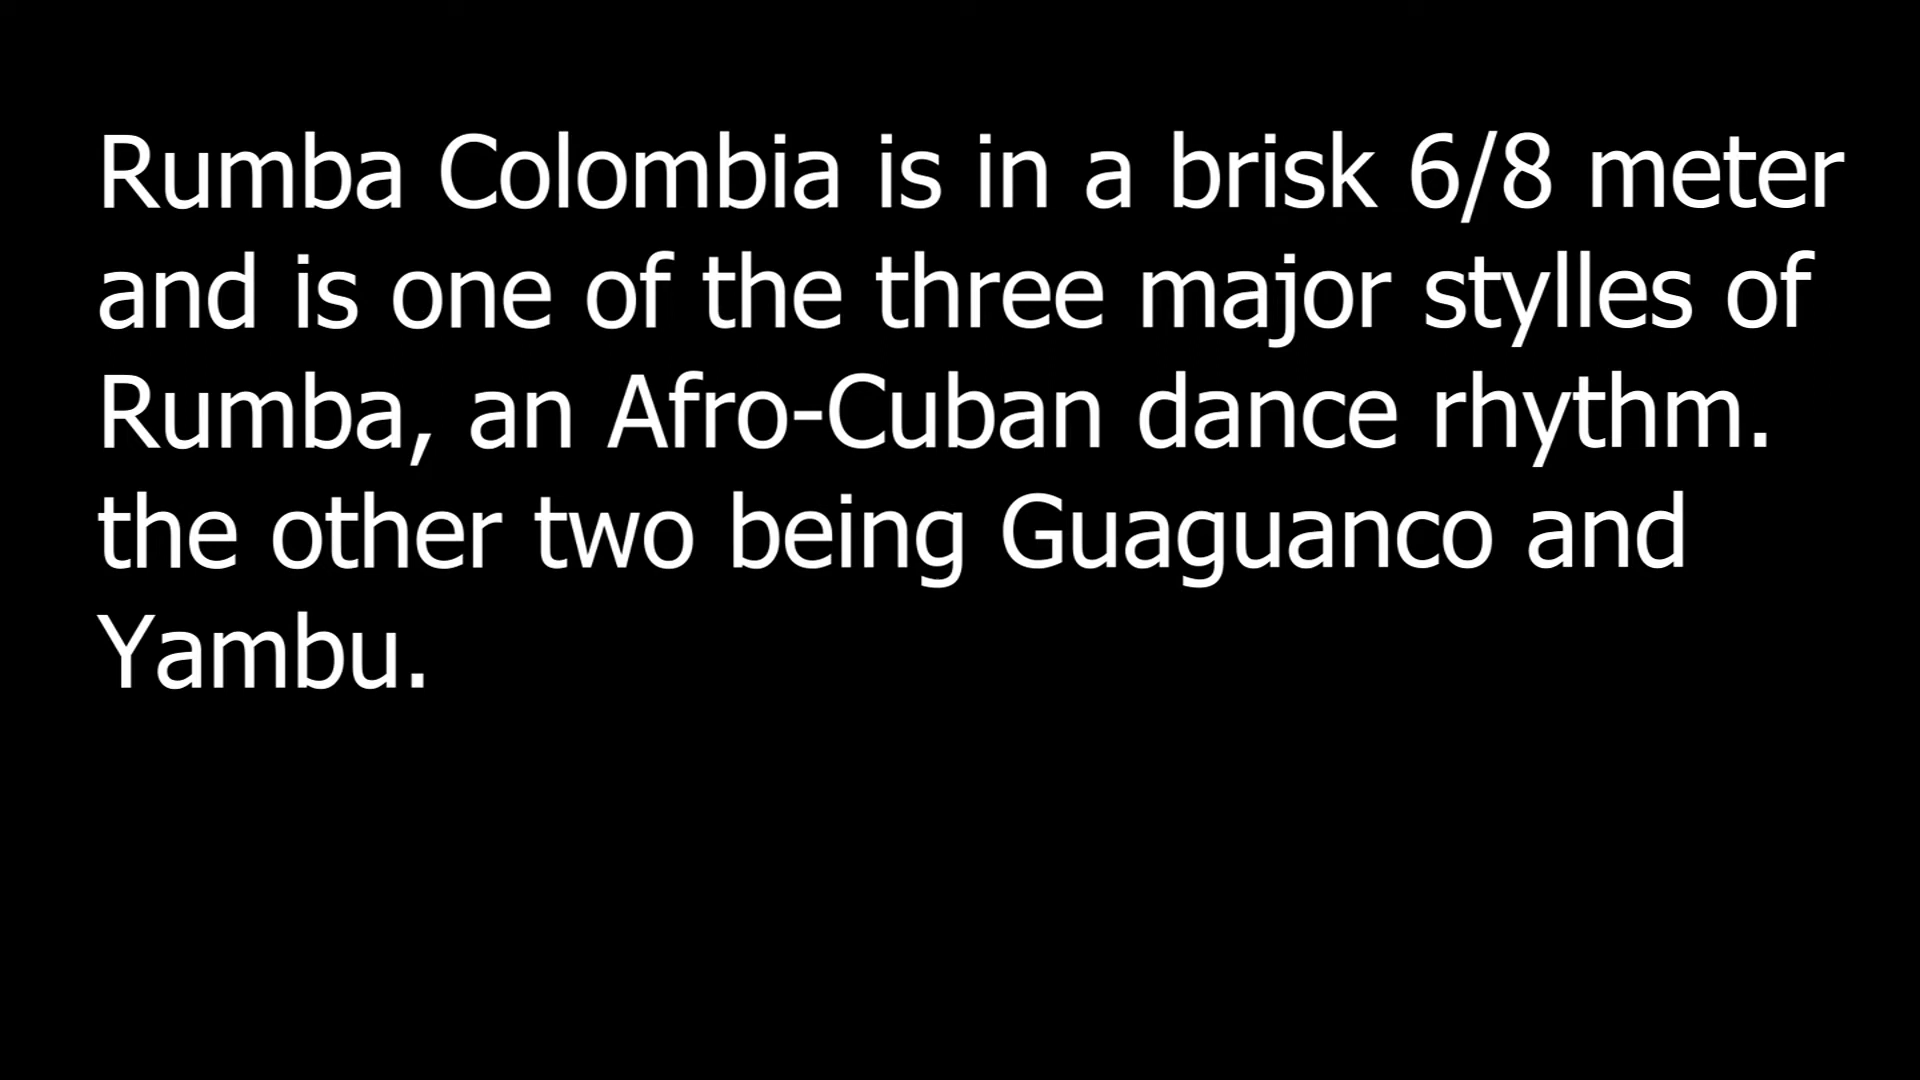 Rumba Colombia is in a brisk 6/8 meter
and is one of the three major stylles of
Rumba, an Afro-Cuban dance rhythm.
the other two being Guaguanco and
Yambu.